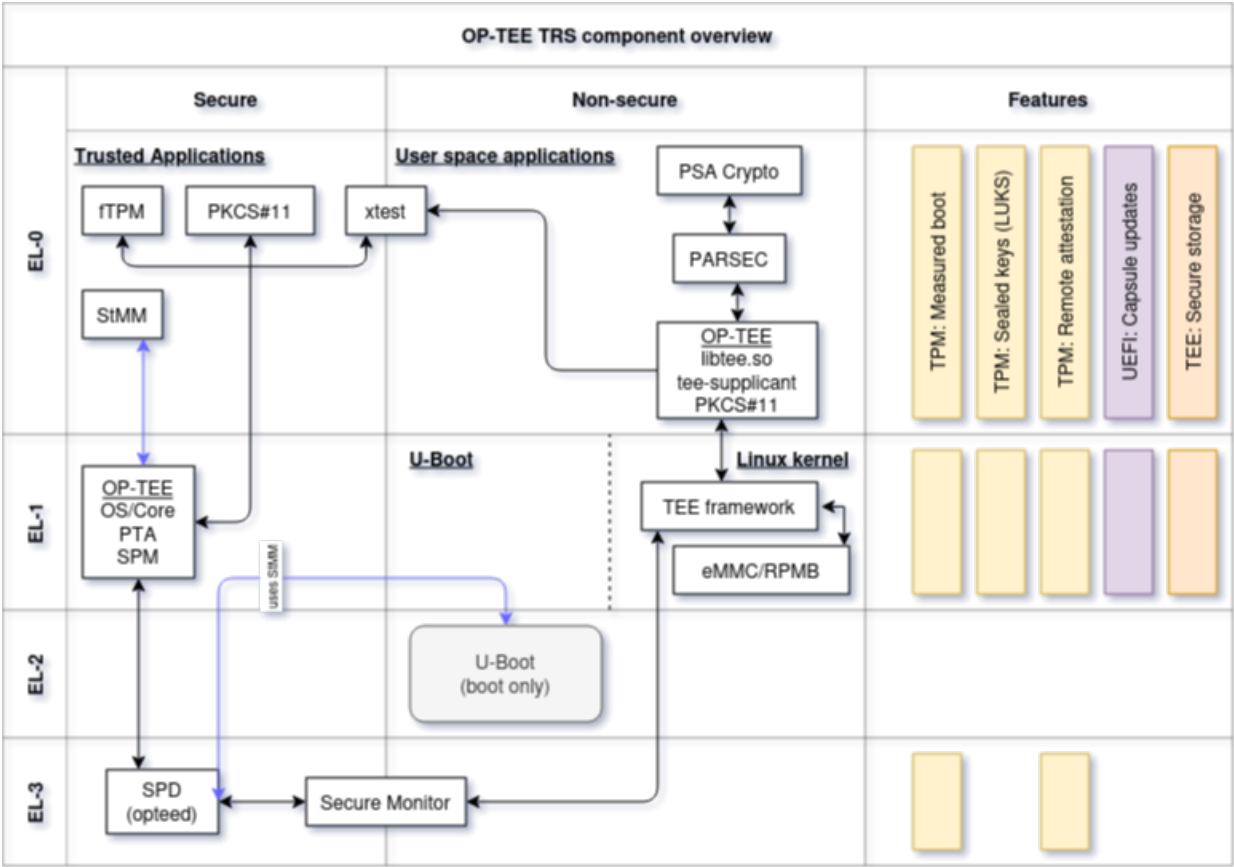 OP-TEE TRS component overview
Secure
Non-secure
Features
EL-0
Trusted Applications
User space applications
fTPM
PKCS#11
xtest
PSA Crypto
PARSEC
StMM
OP-TEE
libtee.so
tee-supplicant
PKCS#11
TPM: Measured boot
TPM: Sealed keys (LUKS)
TPM: Remote attestation
UEFI: Capsule updates
TEE: Secure storage
EL-1
U-Boot
Linux kernel
OP-TEE
OS/Core
PTA
SPM
TEE framework
eMMC/RPMB
uses StMM
EL-2
U-Boot
(boot only)
EL-3
SPD
(opteed)
Secure Monitor